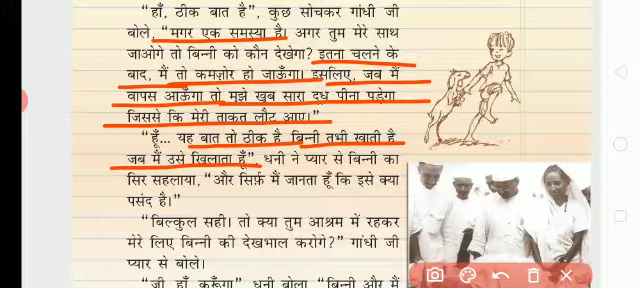 “हाँ, ठीक बात है”, कुछ सोचकर गांधी जी
बोले, “मगर एक समस्या है। अगर तुम मेरे साथ
जाओगे तो बिन्नी को कौन देखेगा? इतना चलने के
बाद, मैं तो कमज़ोर हो जाऊँगा। इसलिए, जब मैं
वापस आऊँगा तो मुझे खूब सारा दूध पीना पड़ेगा
जिससे कि मेरी ताकत लौट आए।”
“हूँ... यह बात तो ठीक है, बिन्नी तभी खाती है
जब मैं उसे खिलाता हूँ”, धनी ने प्यार से बिन्नी का
सिर सहलाया, “और सिर्फ़ मैं जानता हूँ कि इसे क्या
पसंद है।”
“बिल्कुल सही। तो क्या तुम आश्रम में रहकर
मेरे लिए बिन्नी की देखभाल करोगे?” गांधी जी
प्यार से बोले।
“जी, हाँ, करूँगा”, धनी बोला, “बिन्नी और मैं